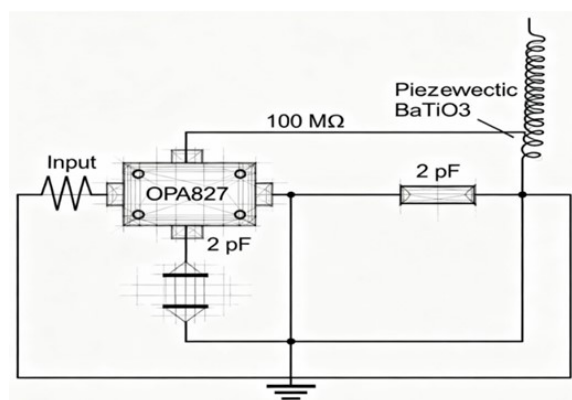 Piezewectic
BaTiO3
100 MΩ
Input
OPA827
2 pF
2 pF